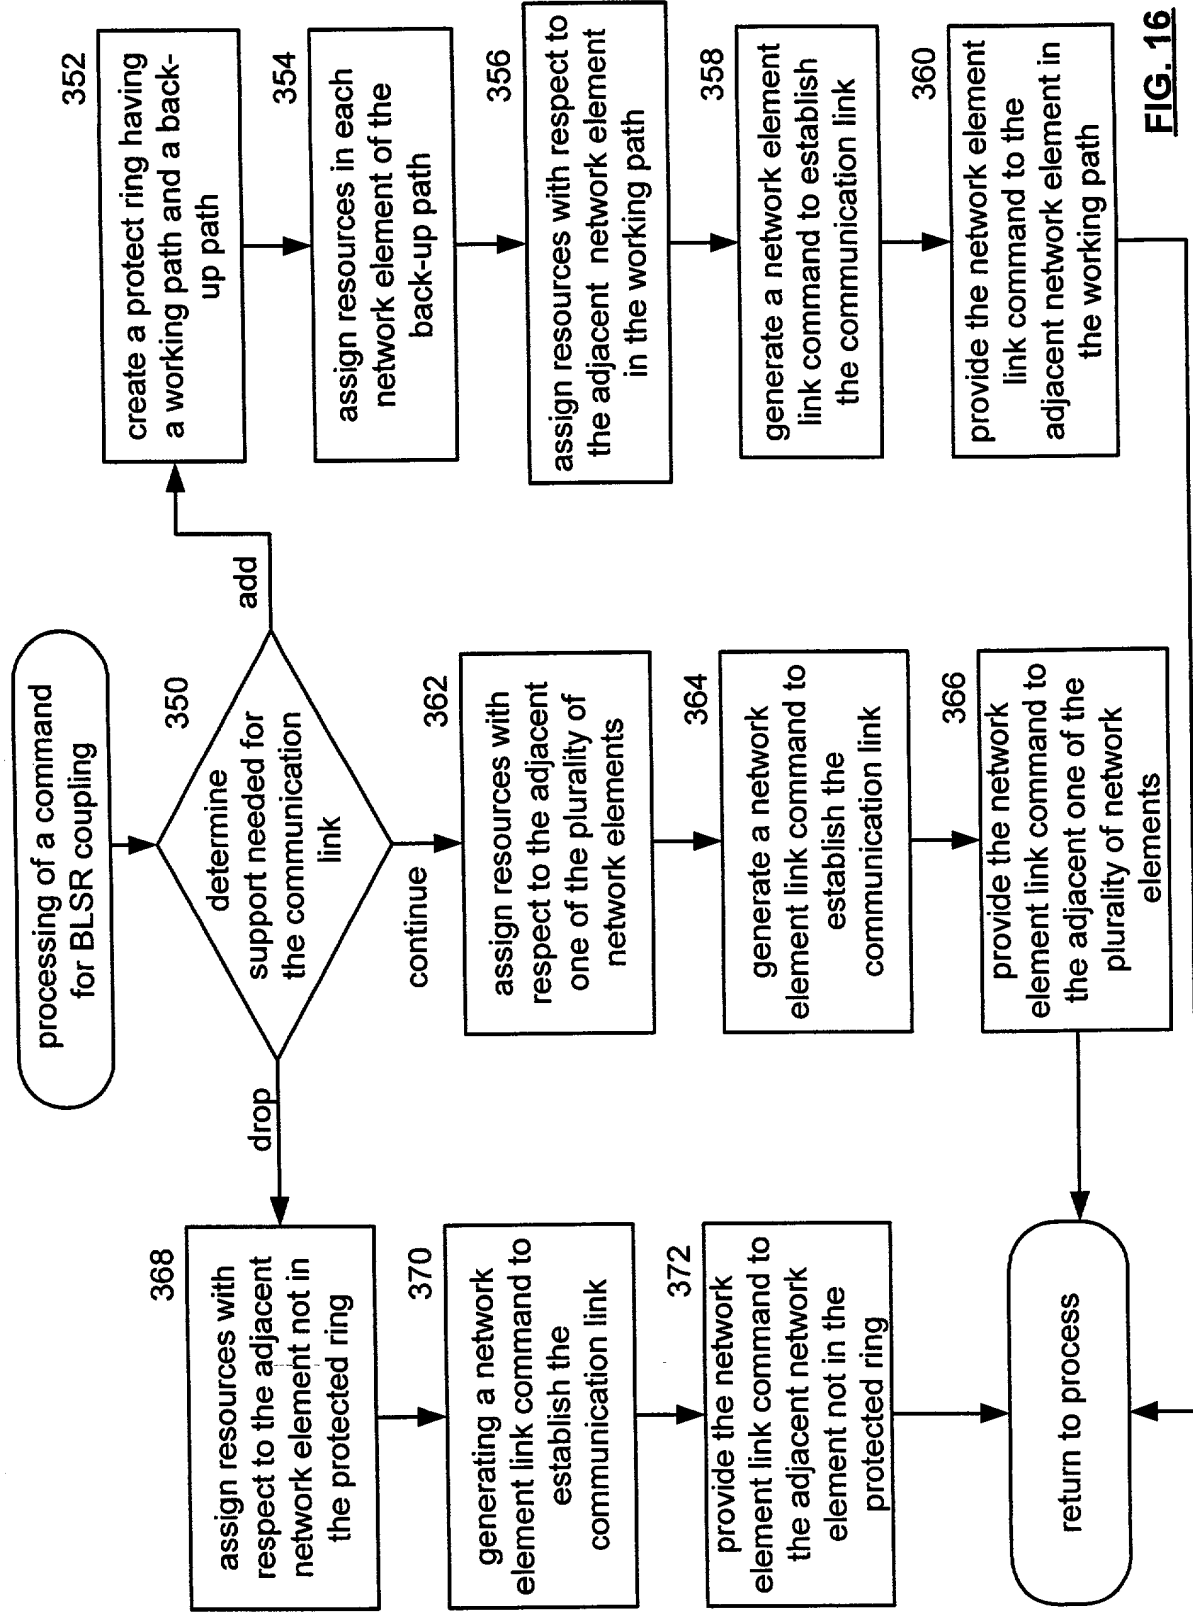 processing of a command
for BLSR coupling
350
determine
support needed for
the communication
link
add
continue
drop
352
create a protect ring having
a working path and a back-
up path
354
assign resources in each
network element of the
back-up path
356
assign resources with respect to
the adjacent network element
in the working path
358
generate a network element
link command to establish
the communication link
360
provide the network element
link command to the
adjacent network element in
the working path
362
assign resources with
respect to the adjacent
one of the plurality of
network elements
364
generate a network
element link command to
establish the
communication link
366
provide the network
element link command to
the adjacent one of the
plurality of network
elements
368
assign resources with
respect to the adjacent
network element not in
the protected ring
370
generating a network
element link command to
establish the
communication link
372
provide the network
element link command to
the adjacent network
element not in the
protected ring
return to process
FIG. 16